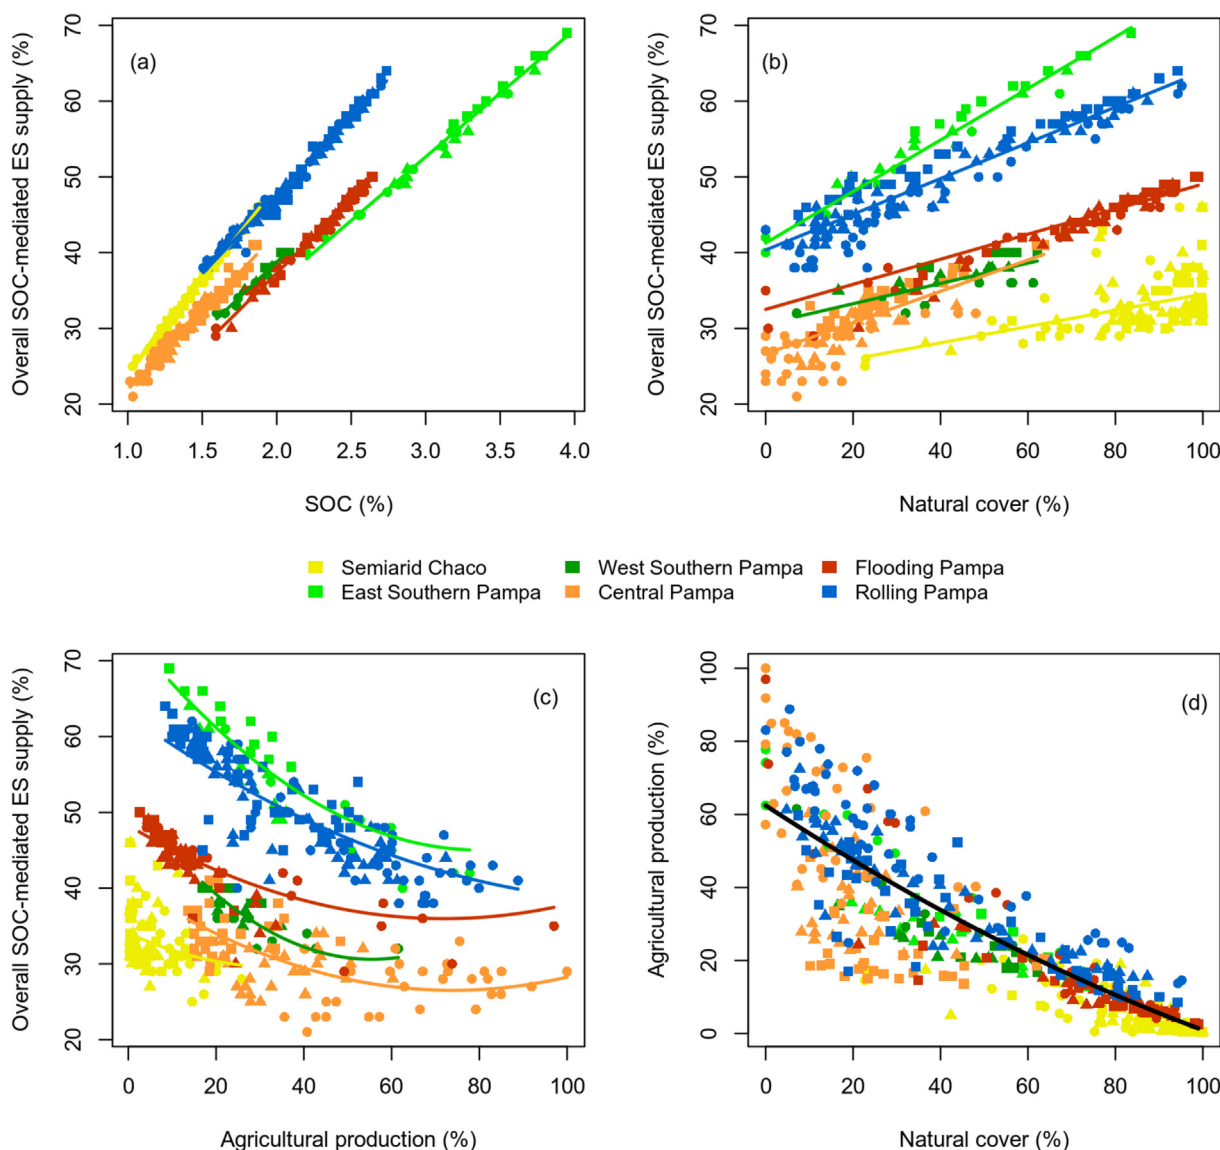 (a)
Overall SOC-mediated ES supply (%)
70
60
50
40
30
20
1.0 1.5 2.0 2.5 3.0 3.5 4.0
SOC (%)
(b)
Overall SOC-mediated ES supply (%)
70
60
50
40
30
20
0 20 40 60 80 100
Natural cover (%)
Semiarid Chaco West Southern Pampa Flooding Pampa
East Southern Pampa Central Pampa Rolling Pampa
(c)
Overall SOC-mediated ES supply (%)
70
60
50
40
30
20
0 20 40 60 80 100
Agricultural production (%)
(d)
Agricultural production (%)
100
80
60
40
20
0
0 20 40 60 80 100
Natural cover (%)